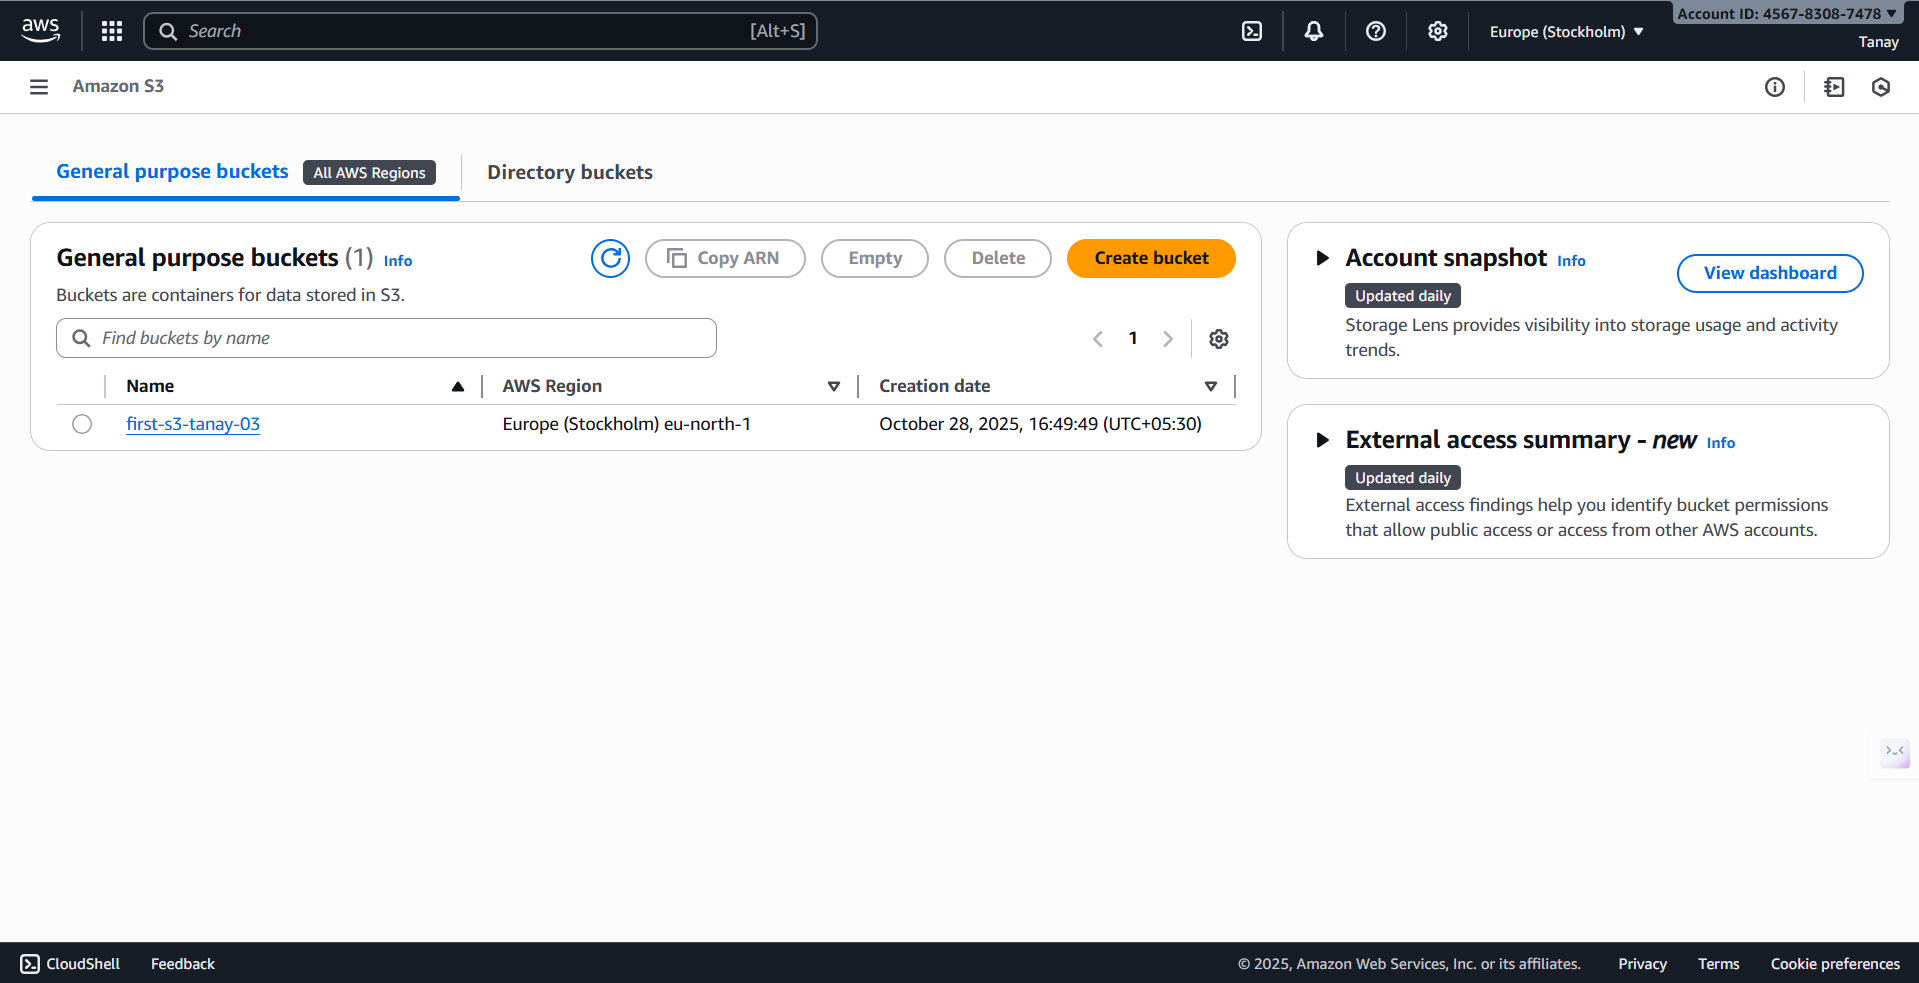 aws
Search [Alt+S]
Europe (Stockholm)
Account ID: 4567-8308-7478
Tanay
Amazon S3
General purpose buckets All AWS Regions
Directory buckets
General purpose buckets (1) Info
Copy ARN
Empty
Delete
Create bucket
Buckets are containers for data stored in S3.
Find buckets by name
1
Name AWS Region Creation date
first-s3-tanay-03 Europe (Stockholm) eu-north-1 October 28, 2025, 16:49:49 (UTC+05:30)
Account snapshot Info
View dashboard
Updated daily
Storage Lens provides visibility into storage usage and activity
trends.
External access summary - new Info
Updated daily
External access findings help you identify bucket permissions
that allow public access or access from other AWS accounts.
CloudShell Feedback © 2025, Amazon Web Services, Inc. or its affiliates. Privacy Terms Cookie preferences